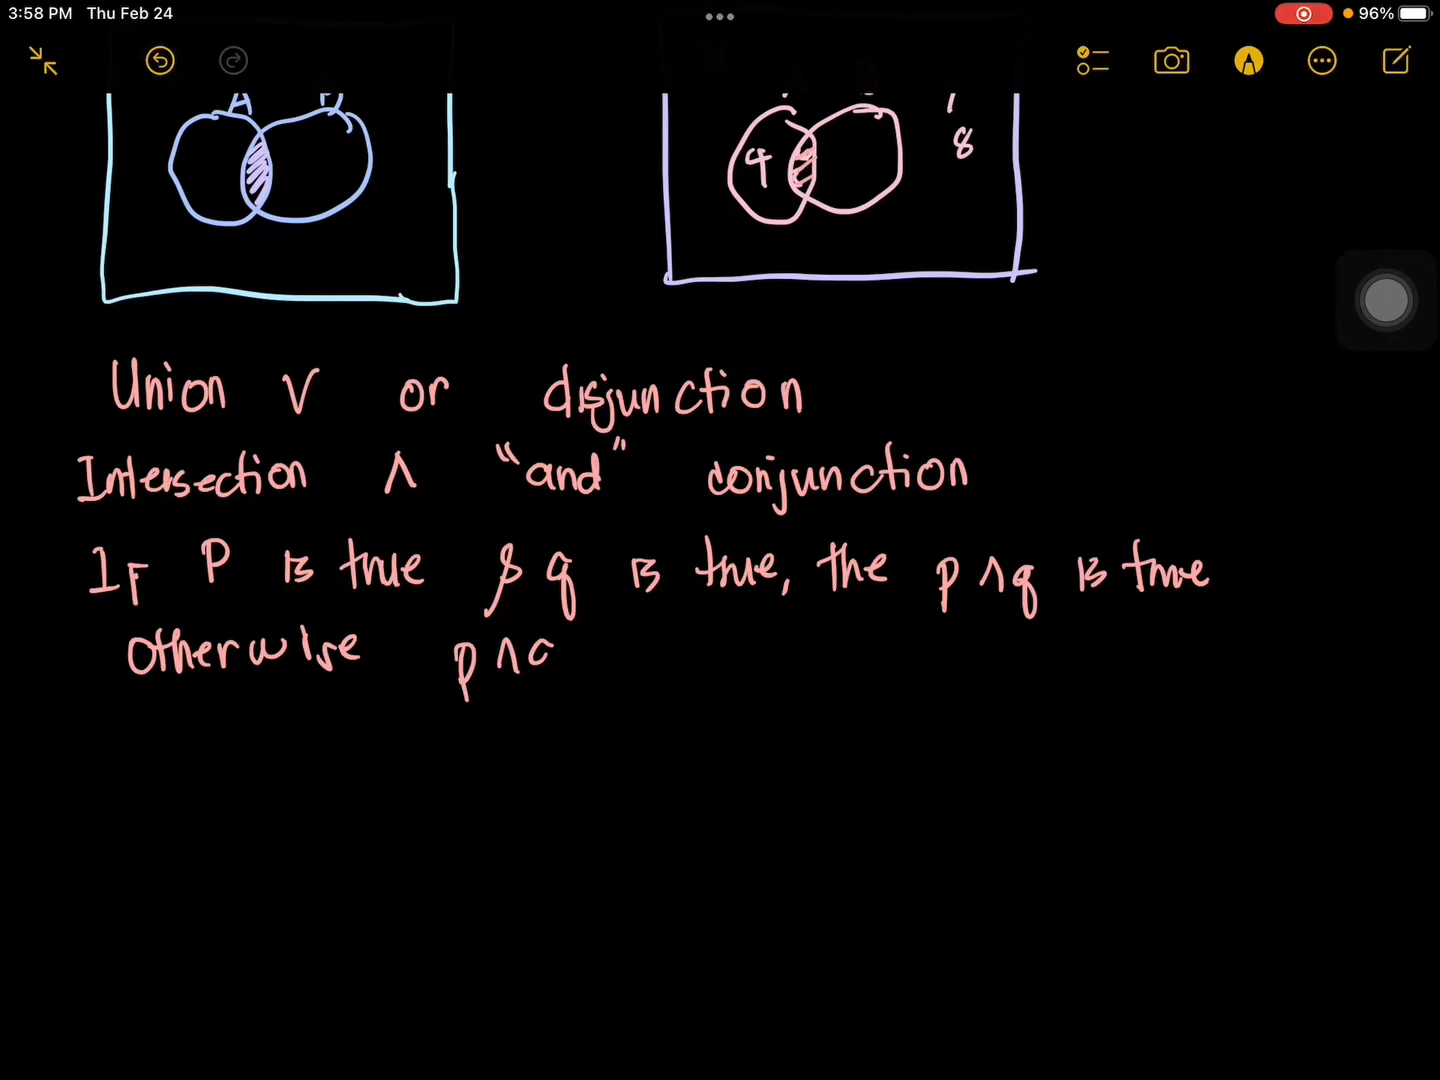 3:58 PM Thu Feb 24 96%
A
4 8
Union ∨ or disjunction
Intersection ∧ "and" conjunction
If P is true & q is true, the p ∧ q is true
otherwise p ∧